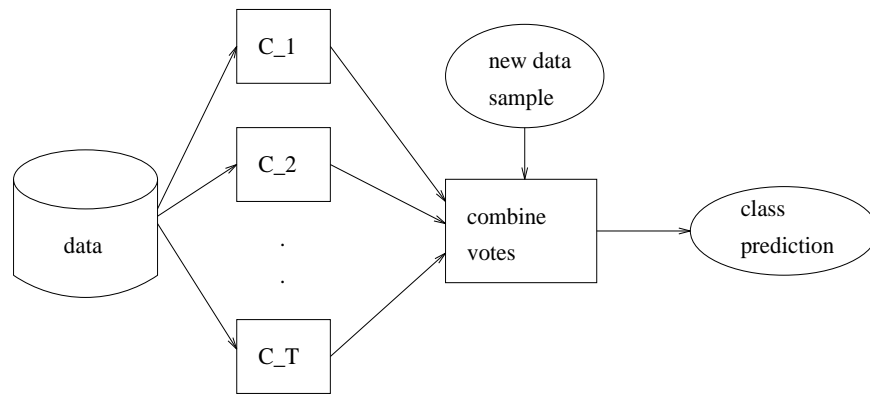 C_1
new data
sample
C_2
data
.
.
combine
votes
class
prediction
C_T